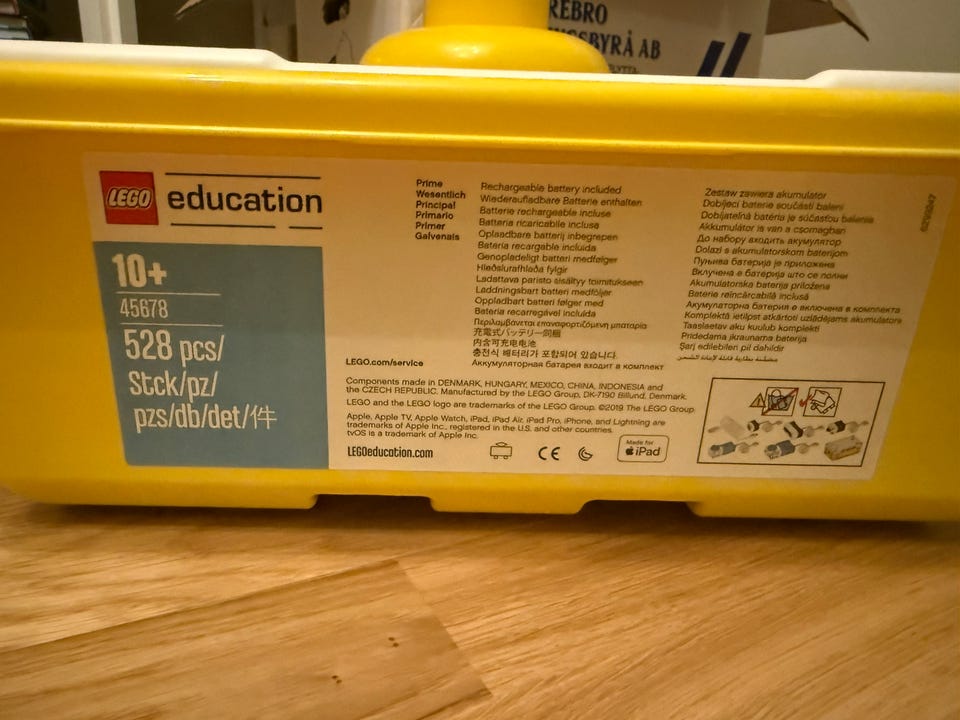 REBRO
GSBYRÅ AB
LEGO education
10+
45678
528 pcs/
Stck/pz/
pzs/db/det/件
Prime
Wesentlich
Principal
Primario
Primer
Galvenais
Rechargeable battery included
Wiederaufladbare Batterie enthalten
Batterie rechargeable incluse
Batteria ricaricabile inclusa
Oplaadbare batterij inbegrepen
Batería recargable incluida
Genopladeligt batteri medfølger
Hleðslurafhlaða fylgir
Ladattava paristo sisältyy toimitukseen
Laddningsbart batteri medföljer
Oppladbart batteri følger med
Bateria recarregável incluída
Περιλαμβάνεται επαναφορτιζόμενη μπαταρία
充電式バッテリー同梱
内含可充电电池
충전식 배터리가 포함되어 있습니다.
Аккумуляторная батарея входит в комплект
Zestaw zawiera akumulator
Dobíjecí baterie součástí balení
Dobíjateľná batéria je súčasťou balenia
Akkumulátor is van a csomagban
До набору входить акумулятор
Dolazi s akumulatorskom baterijom
Пуњива батерија је приложена
Вклучена е батерија што се полни
Akumulatorska baterija priložena
Baterie reîncărcabilă inclusă
Акумулаторна батерия е включена в комплекта
Komplektā ietilpst atkārtoti uzlādējams akumulators
Taaslaetav aku kuulub komplekti
Pridedama įkraunama baterija
Şarj edilebilen pil dahildir
LEGO.com/service
Components made in DENMARK, HUNGARY, MEXICO, CHINA, INDONESIA and
the CZECH REPUBLIC. Manufactured by the LEGO Group, DK-7190 Billund, Denmark.
LEGO and the LEGO logo are trademarks of the LEGO Group. ©2019 The LEGO Group.
Apple, Apple TV, Apple Watch, iPad, iPad Air, iPad Pro, iPhone, and Lightning are
trademarks of Apple Inc., registered in the U.S. and other countries.
tvOS is a trademark of Apple Inc.
LEGOeducation.com
CE
Made for
iPad